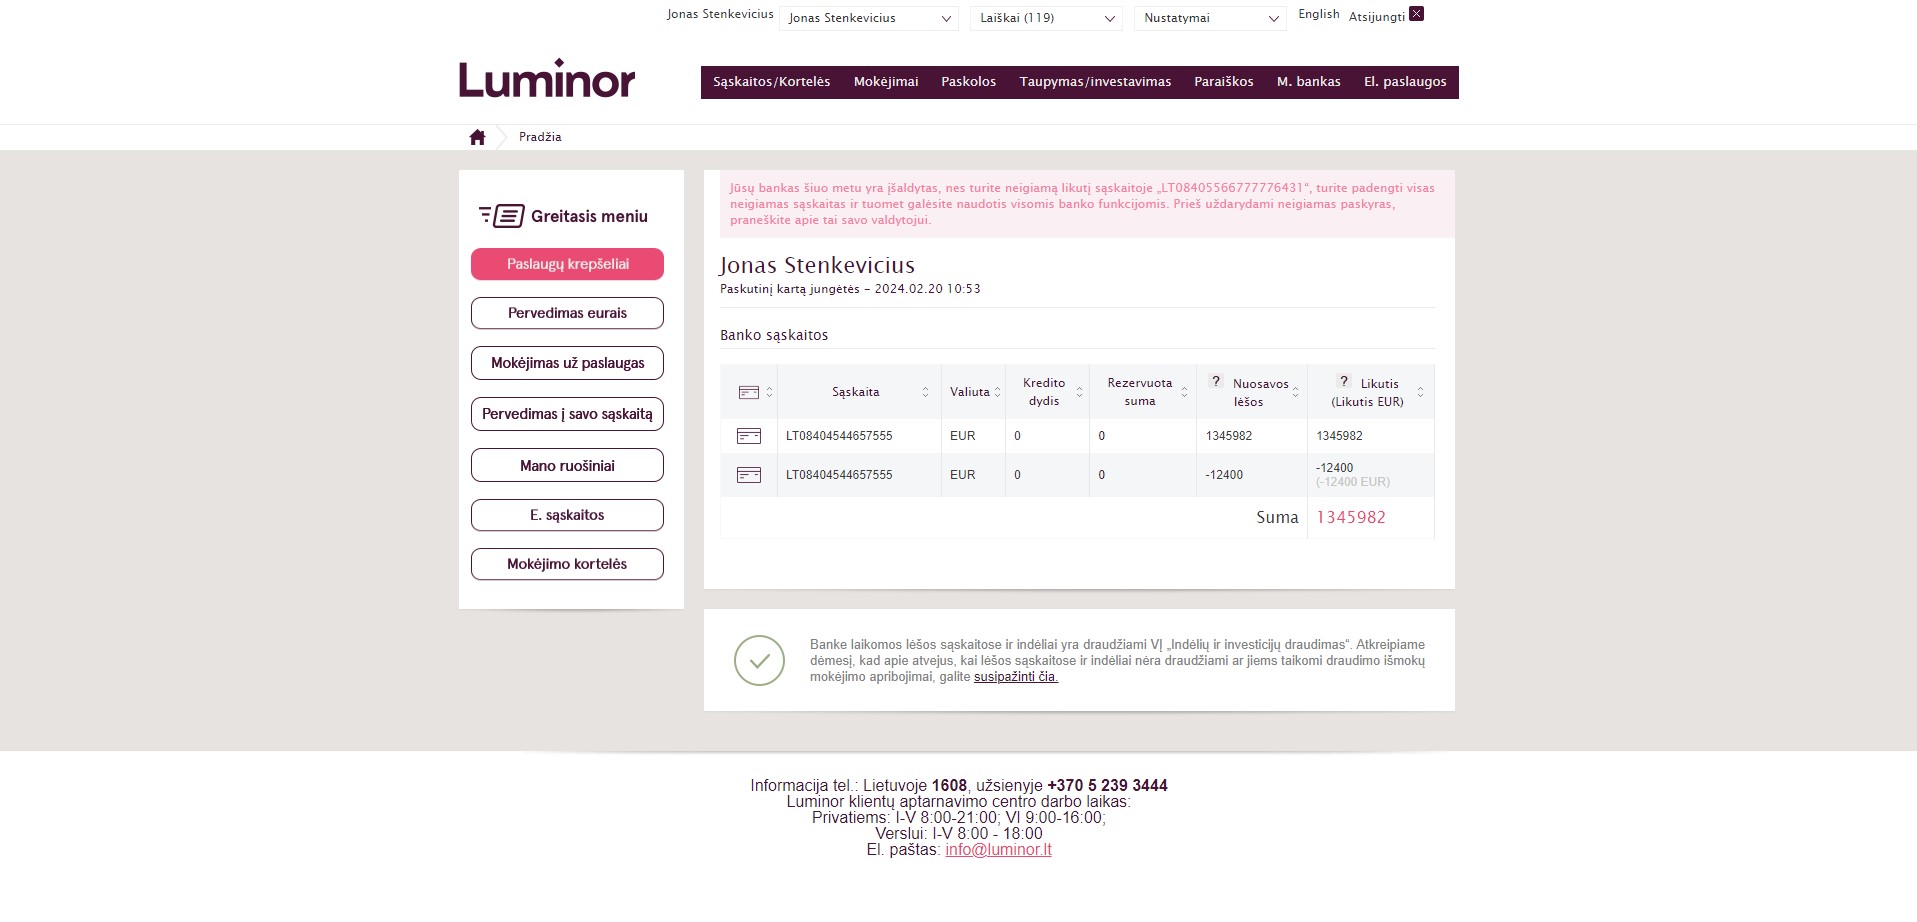 Jonas Stenkevicius
Jonas Stenkevicius
Laiškai (119)
Nustatymai
English
Atsijungti
Luminor
Sąskaitos/Kortelės
Mokėjimai
Paskolos
Taupymas/investavimas
Paraiškos
M. bankas
El. paslaugos
Pradžia
Greitasis meniu
Paslaugų krepšeliai
Pervedimas eurais
Mokėjimas už paslaugas
Pervedimas į savo sąskaitą
Mano ruošiniai
E. sąskaitos
Mokėjimo kortelės
Jūsų bankas šiuo metu yra įšaldytas, nes turite neigiamą likutį sąskaitoje „LT08405566777776431“, turite padengti visas
neigiamas sąskaitas ir tuomet galėsite naudotis visomis banko funkcijomis. Prieš uždarydami neigiamas paskyras,
praneškite apie tai savo valdytojui.
Jonas Stenkevicius
Paskutinį kartą jungėtės - 2024.02.20 10:53
Banko sąskaitos
Sąskaita
Valiuta
Kredito
dydis
Rezervuota
suma
? Nuosavos
lėšos
? Likutis
(Likutis EUR)
LT08404544657555 EUR 0 0 1345982 1345982
LT08404544657555 EUR 0 0 -12400 -12400
(-12400 EUR)
Suma 1345982
Banke laikomos lėšos sąskaitose ir indėliai yra draudžiami VĮ „Indėlių ir investicijų draudimas“. Atkreipiame
dėmesį, kad apie atvejus, kai lėšos sąskaitose ir indėliai nėra draudžiami ar jiems taikomi draudimo išmokų
mokėjimo apribojimai, galite susipažinti čia.
Informacija tel.: Lietuvoje 1608, užsienyje +370 5 239 3444
Luminor klientų aptarnavimo centro darbo laikas:
Privatiems: I-V 8:00-21:00; VI 9:00-16:00;
Verslui: I-V 8:00 - 18:00
El. paštas: info@luminor.lt